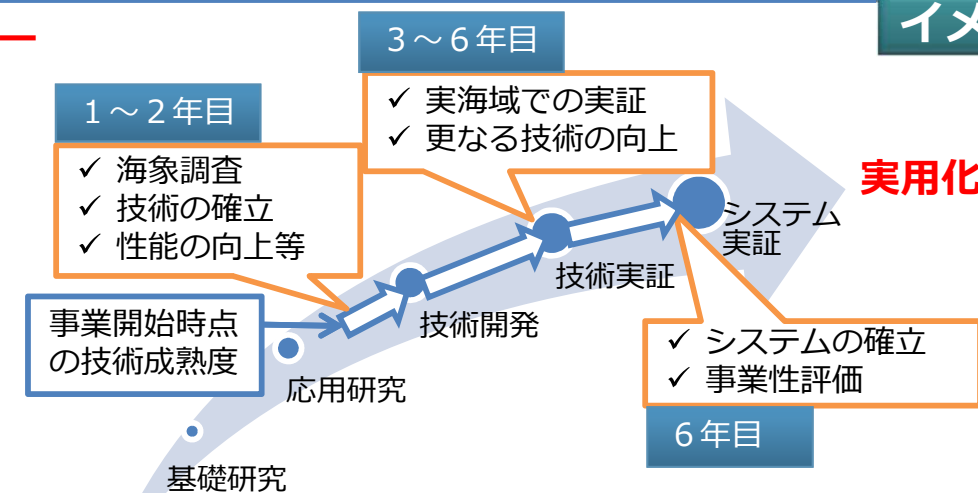 イメ
3～6年目
✓ 実海域での実証
✓ 更なる技術の向上
1～2年目
✓ 海象調査
✓ 技術の確立
✓ 性能の向上等
実用化
システム
実証
技術実証
技術開発
事業開始時点
の技術成熟度
応用研究
基礎研究
✓ システムの確立
✓ 事業性評価
6年目